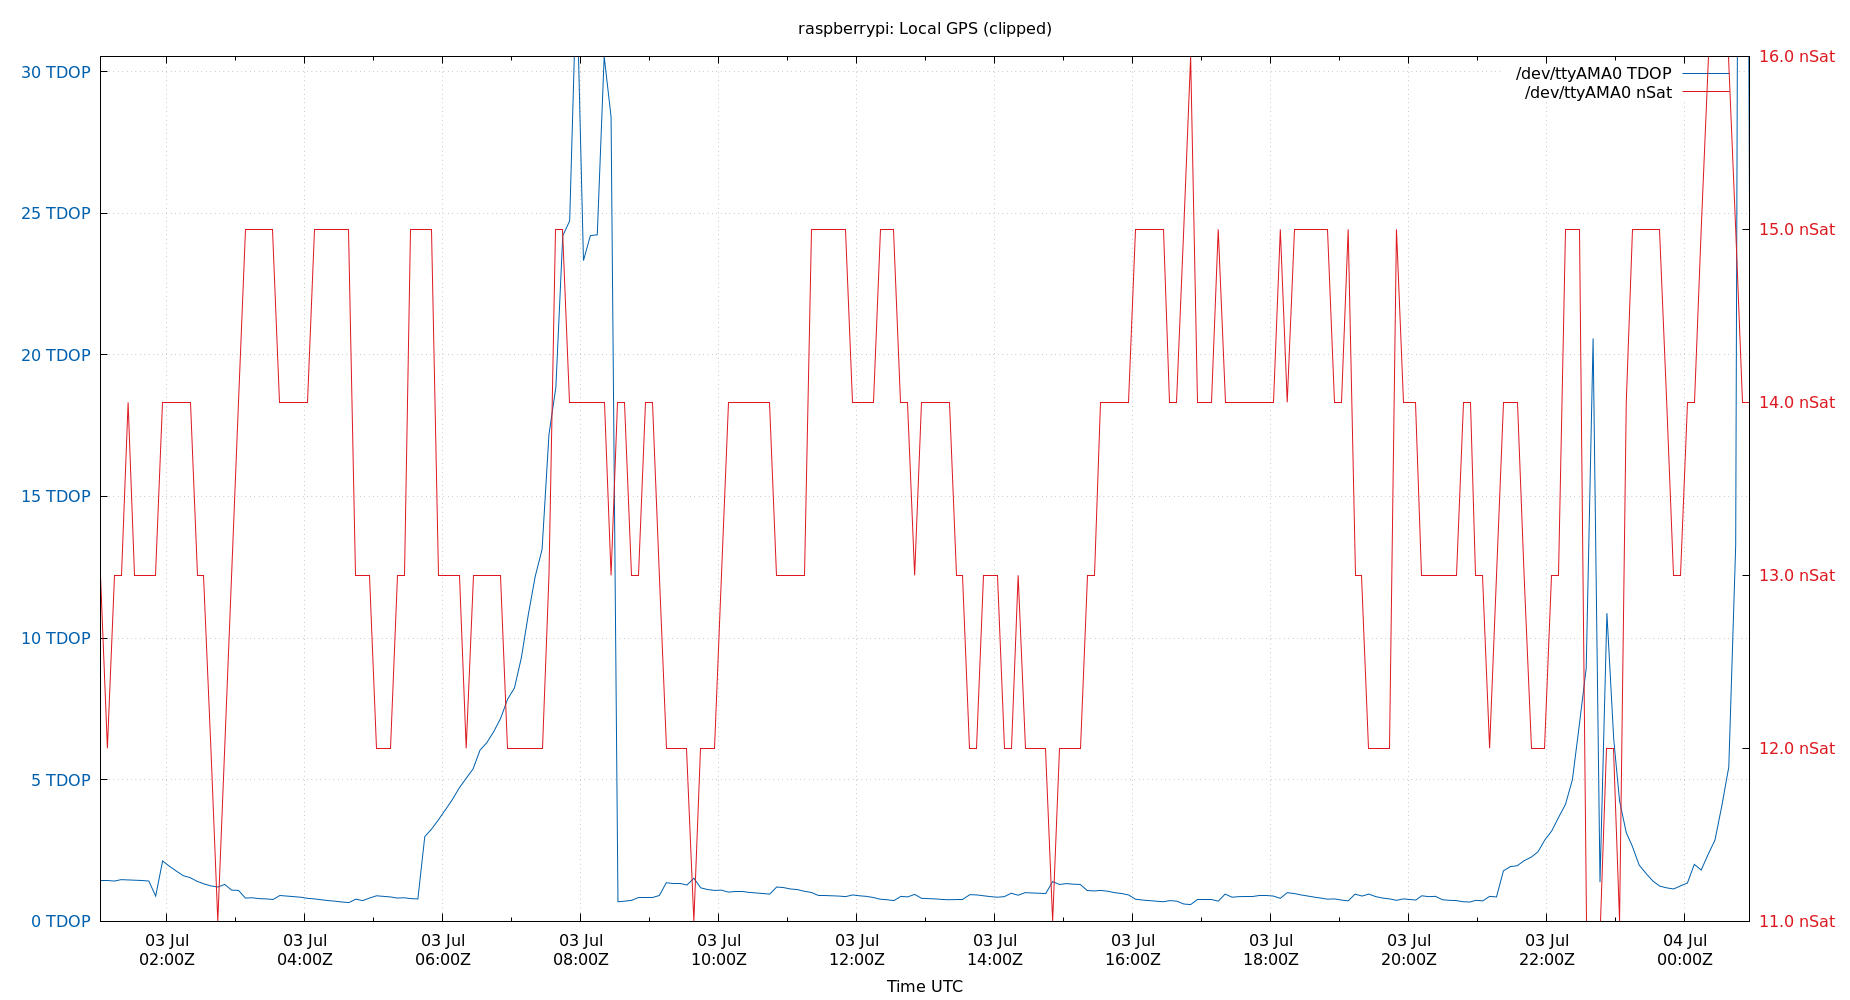 raspberrypi: Local GPS (clipped)
30 TDOP
25 TDOP
20 TDOP
15 TDOP
10 TDOP
5 TDOP
0 TDOP
16.0 nSat
15.0 nSat
14.0 nSat
13.0 nSat
12.0 nSat
11.0 nSat
/dev/ttyAMA0 TDOP
/dev/ttyAMA0 nSat
03 Jul 03 Jul 03 Jul 03 Jul 03 Jul 03 Jul 03 Jul 03 Jul 03 Jul 03 Jul 03 Jul 04 Jul
02:00Z 04:00Z 06:00Z 08:00Z 10:00Z 12:00Z 14:00Z 16:00Z 18:00Z 20:00Z 22:00Z 00:00Z
Time UTC